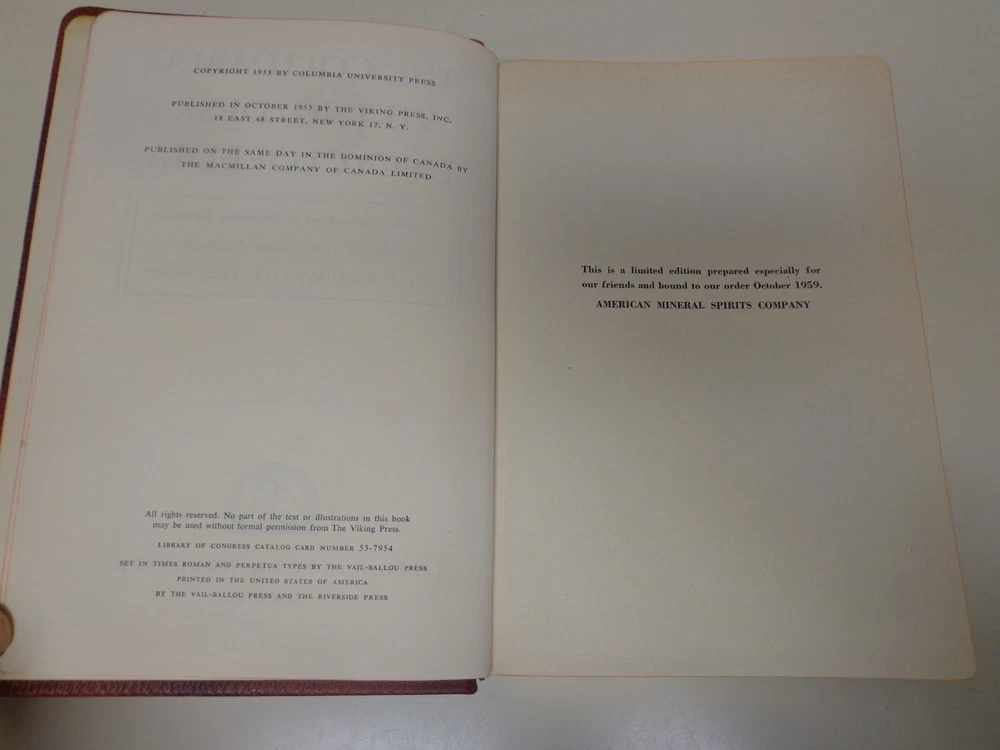 COPYRIGHT 1953 BY COLUMBIA UNIVERSITY PRESS
PUBLISHED IN OCTOBER 1953 BY THE VIKING PRESS, INC.
18 EAST 48 STREET, NEW YORK 17, N. Y.
PUBLISHED ON THE SAME DAY IN THE DOMINION OF CANADA BY
THE MACMILLAN COMPANY OF CANADA LIMITED
All rights reserved. No part of the text or illustrations in this book
may be used without formal permission from The Viking Press.
LIBRARY OF CONGRESS CATALOG CARD NUMBER 53-7954
SET IN TIMES ROMAN AND PERPETUA TYPES BY THE VAIL-BALLOU PRESS
PRINTED IN THE UNITED STATES OF AMERICA
BY THE VAIL-BALLOU PRESS AND THE RIVERSIDE PRESS
This is a limited edition prepared especially for
our friends and bound to our order October 1959.
AMERICAN MINERAL SPIRITS COMPANY